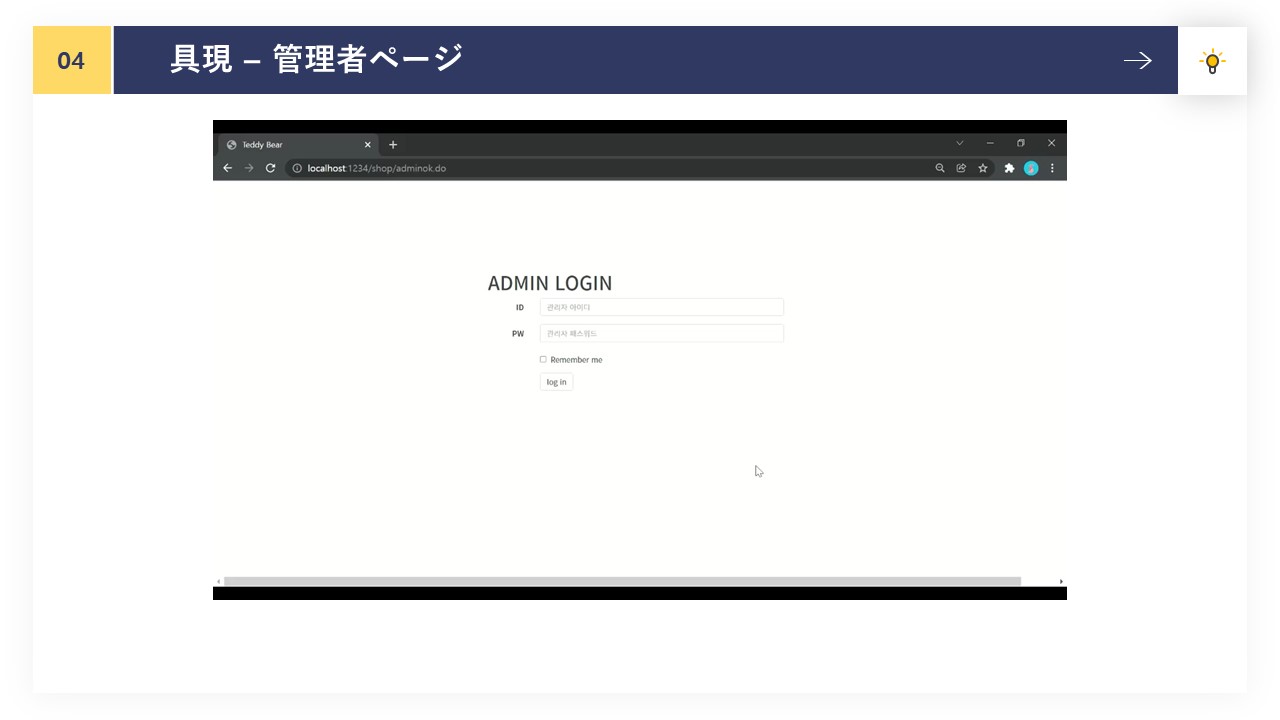 04
具現 – 管理者ページ
Teddy Bear
localhost:1234/shop/adminok.do
ADMIN LOGIN
ID 관리자 아이디
PW 관리자 패스워드
Remember me
log in